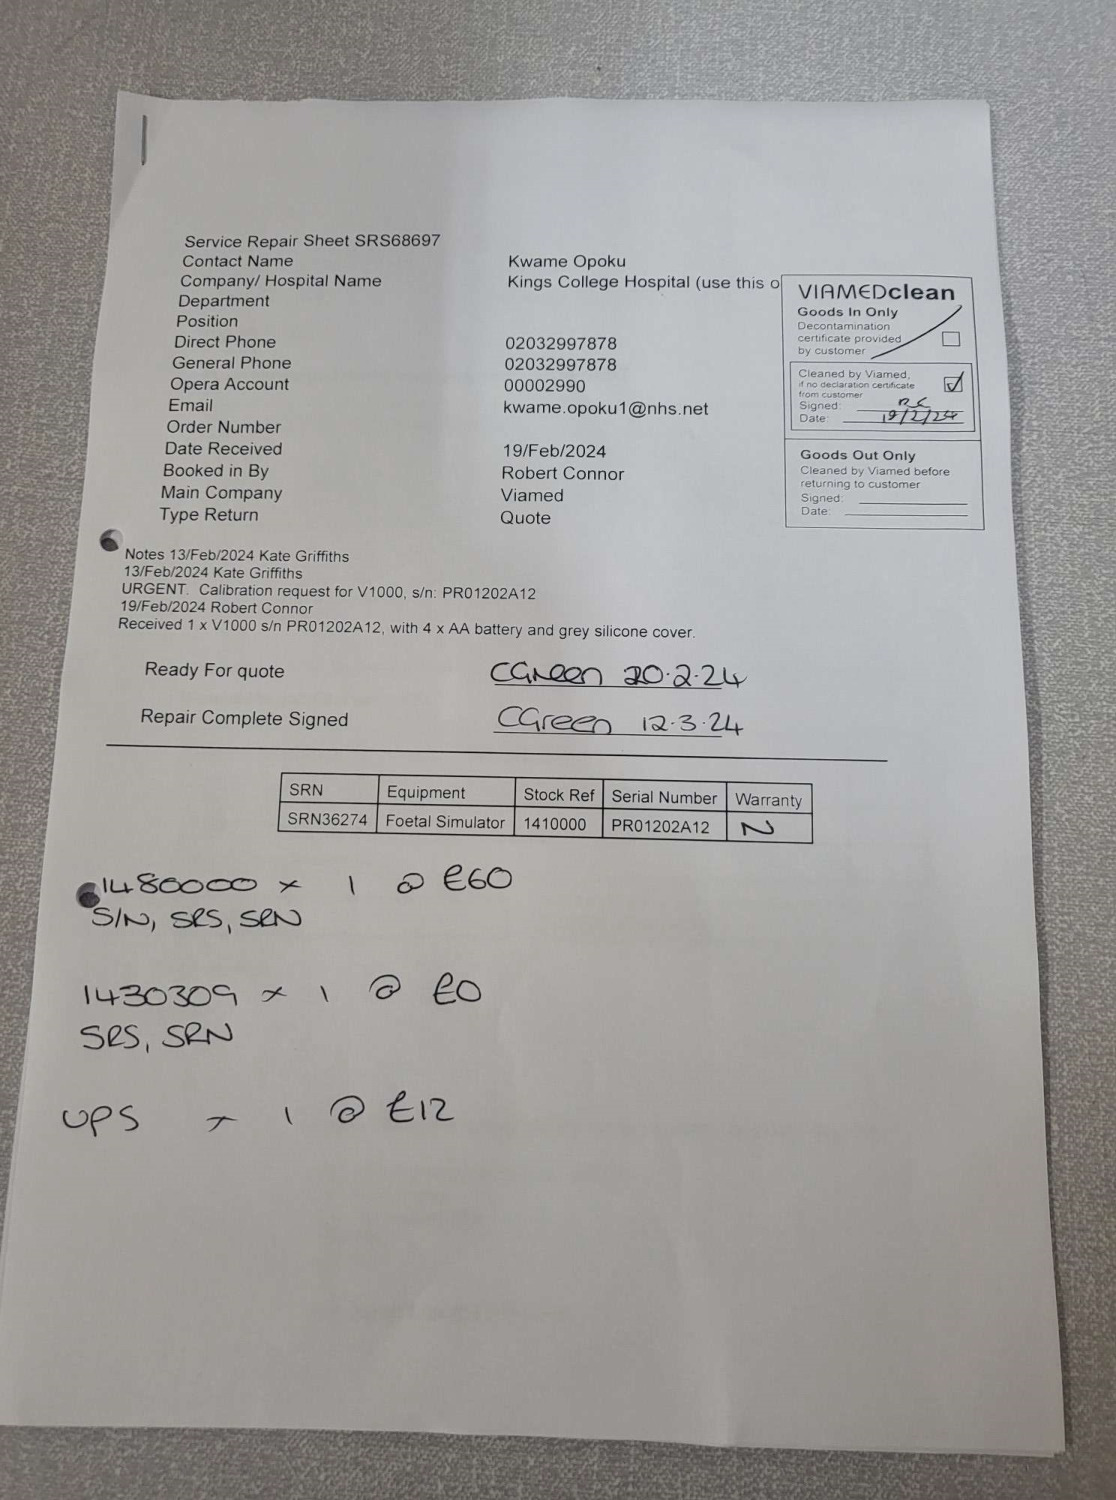 Service Repair Sheet SRS68697
Contact Name Kwame Opoku
Company/ Hospital Name Kings College Hospital (use this o
Department
Position
Direct Phone 02032997878
General Phone 02032997878
Opera Account 00002990
Email kwame.opoku1@nhs.net
Order Number
Date Received 19/Feb/2024
Booked in By Robert Connor
Main Company Viamed
Type Return Quote
VIAMEDclean
Goods In Only
Decontamination
certificate provided
by customer
Cleaned by Viamed,
if no declaration certificate
from customer
Signed: RC
Date: 19/2/24
Goods Out Only
Cleaned by Viamed before
returning to customer
Signed:
Date:
Notes 13/Feb/2024 Kate Griffiths
13/Feb/2024 Kate Griffiths
URGENT. Calibration request for V1000, s/n: PR01202A12
19/Feb/2024 Robert Connor
Received 1 x V1000 s/n PR01202A12, with 4 x AA battery and grey silicone cover.
Ready For quote CGreen 20.2.24
Repair Complete Signed CGreen 12.3.24
SRN Equipment Stock Ref Serial Number Warranty
SRN36274 Foetal Simulator 1410000 PR01202A12 N
1480000 x 1 @ £60
S/N, SRS, SRN
1430309 x 1 @ £0
SRS, SRN
UPS x 1 @ £12